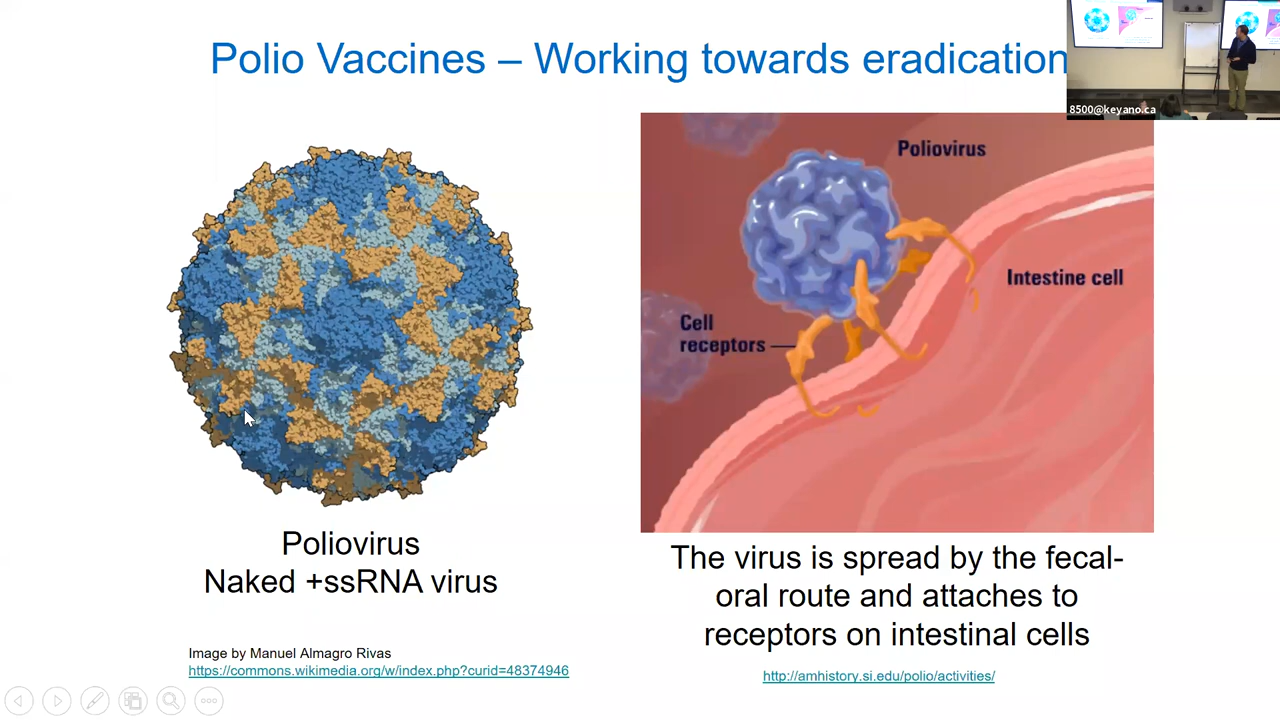 Polio Vaccines – Working towards eradication
8500@keyano.ca
Poliovirus
Intestine cell
Cell
receptors
Poliovirus
Naked +ssRNA virus
The virus is spread by the fecal-
oral route and attaches to
receptors on intestinal cells
Image by Manuel Almagro Rivas
https://commons.wikimedia.org/w/index.php?curid=48374946
http://amhistory.si.edu/polio/activities/